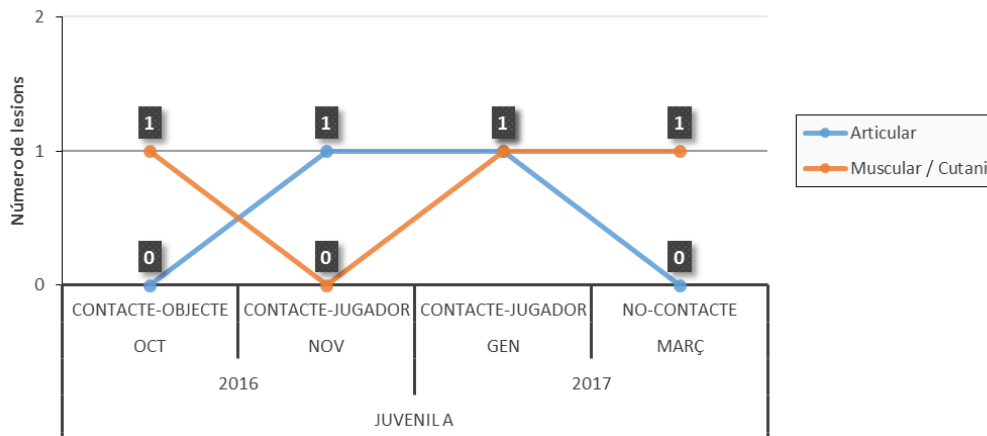 Número de lesions
2
1
0
1
1
1
1
0
0
0
CONTACTE-OBJECTE
CONTACTE-JUGADOR
CONTACTE-JUGADOR
NO-CONTACTE
OCT
NOV
GEN
MARÇ
2016
2017
JUVENIL A
Articular
Muscular / Cutani